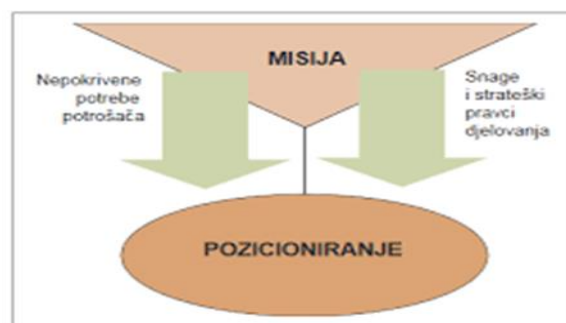 MISIJA
Nepokrivene
potrebe
potrošača
Snage
i strateški
pravci
djelovanja
POZICIONIRANJE